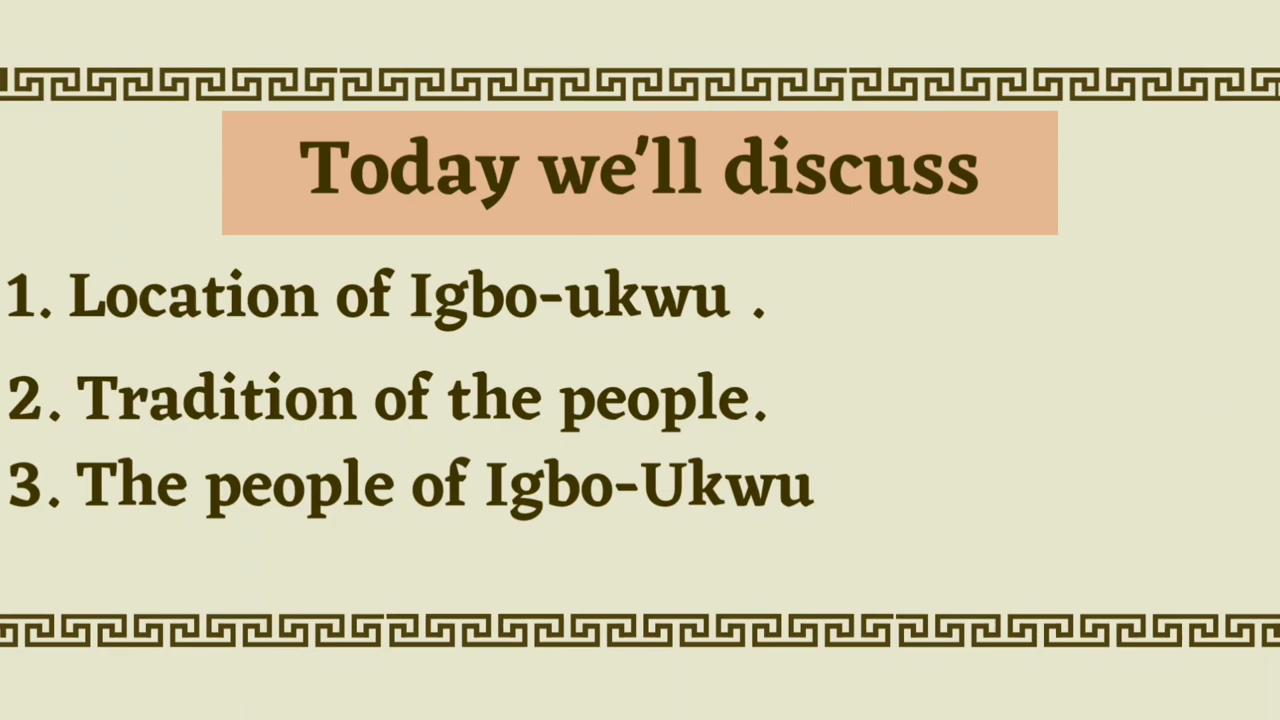 Today we'll discuss
1. Location of Igbo-ukwu .
2. Tradition of the people.
3. The people of Igbo-Ukwu